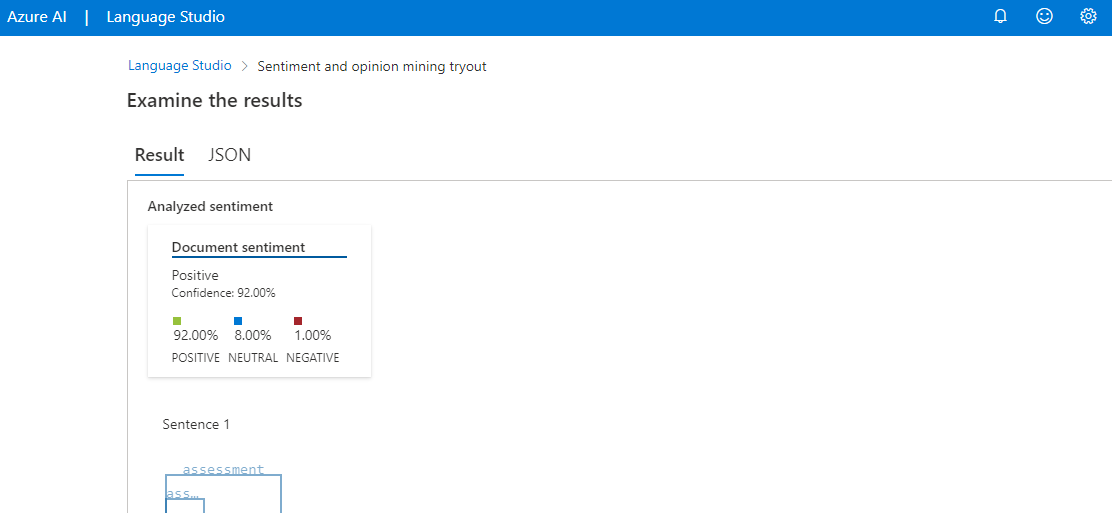 Azure AI | Language Studio
Language Studio > Sentiment and opinion mining tryout
Examine the results
Result JSON
Analyzed sentiment
Document sentiment
Positive
Confidence: 92.00%
92.00% 8.00% 1.00%
POSITIVE NEUTRAL NEGATIVE
Sentence 1
assessment
ass…